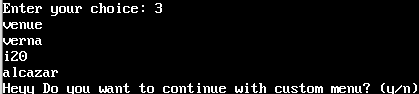 Enter your choice: 3
venue
verna
i20
alcazar
Heyy Do you want to continue with custom menu? (y/n)